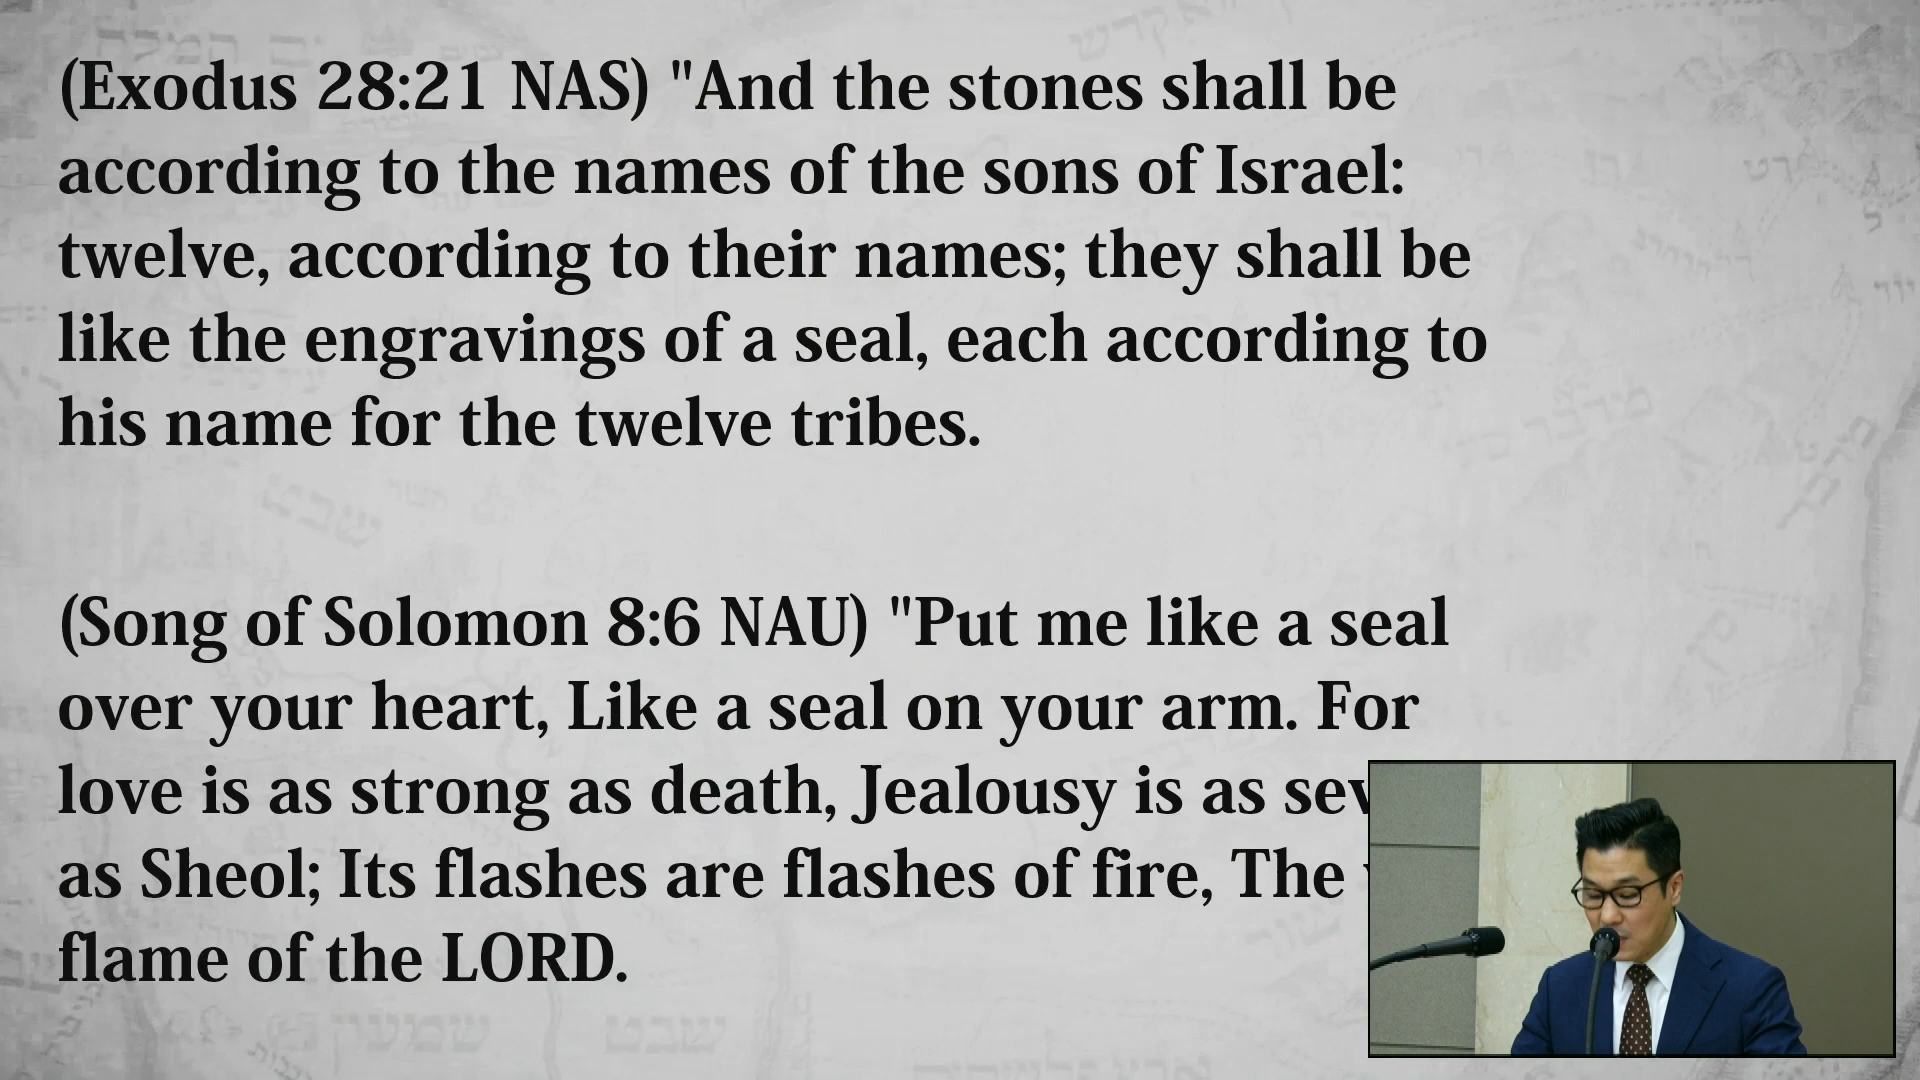 (Exodus 28:21 NAS) "And the stones shall be
according to the names of the sons of Israel:
twelve, according to their names; they shall be
like the engravings of a seal, each according to
his name for the twelve tribes.
(Song of Solomon 8:6 NAU) "Put me like a seal
over your heart, Like a seal on your arm. For
love is as strong as death, Jealousy is as
as Sheol; Its flashes are flashes of fire, The
flame of the LORD.
שבט
שמעון
שבט